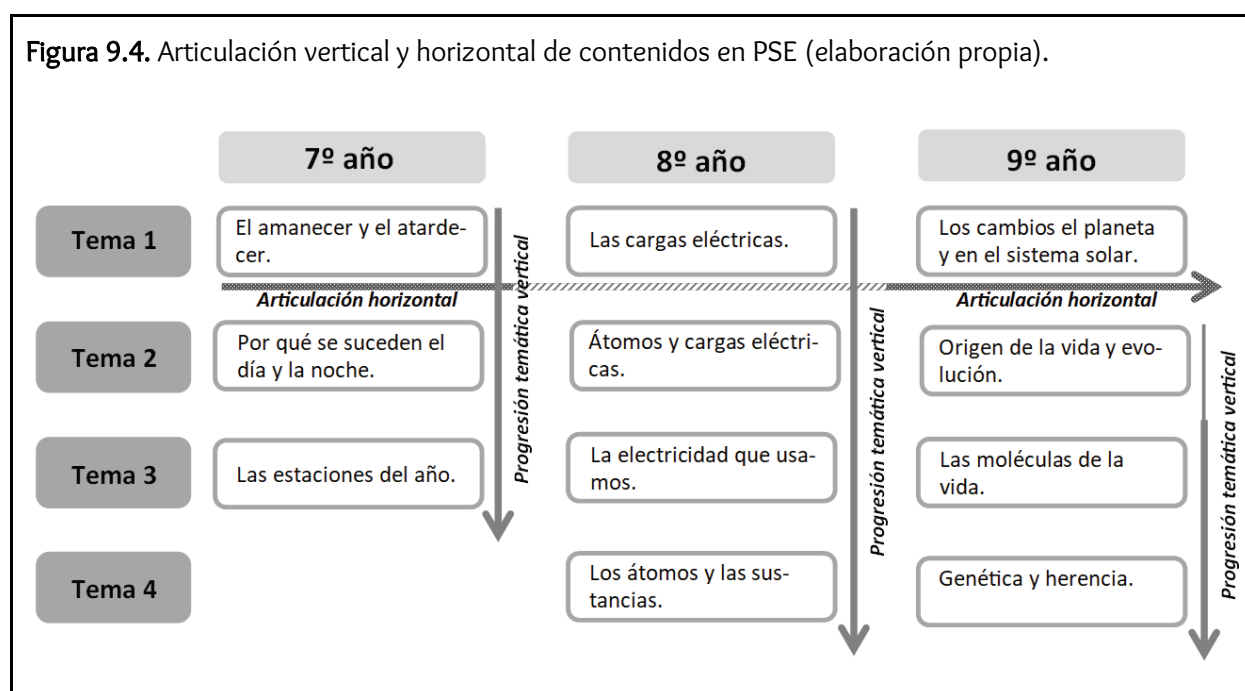 Figura 9.4. Articulación vertical y horizontal de contenidos en PSE (elaboración propia).
7º año
8º año
9º año
Tema 1
El amanecer y el atarde-
cer.
Las cargas eléctricas.
Los cambios el planeta
y en el sistema solar.
Articulación horizontal
Articulación horizontal
Tema 2
Por qué se suceden el
día y la noche.
Átomos y cargas eléctri-
cas.
Origen de la vida y evo-
lución.
Tema 3
Las estaciones del año.
La electricidad que usa-
mos.
Las moléculas de la
vida.
Tema 4
Los átomos y las sus-
tancias.
Genética y herencia.
Progresión temática vertical
Progresión temática vertical
Progresión temática vertical